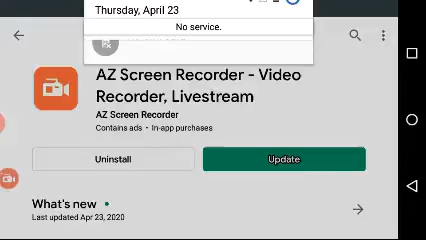 Thursday, April 23
No service.
AZ Screen Recorder - Video
Recorder, Livestream
AZ Screen Recorder
Contains ads • In-app purchases
Uninstall
Update
What's new •
Last updated Apr 23, 2020